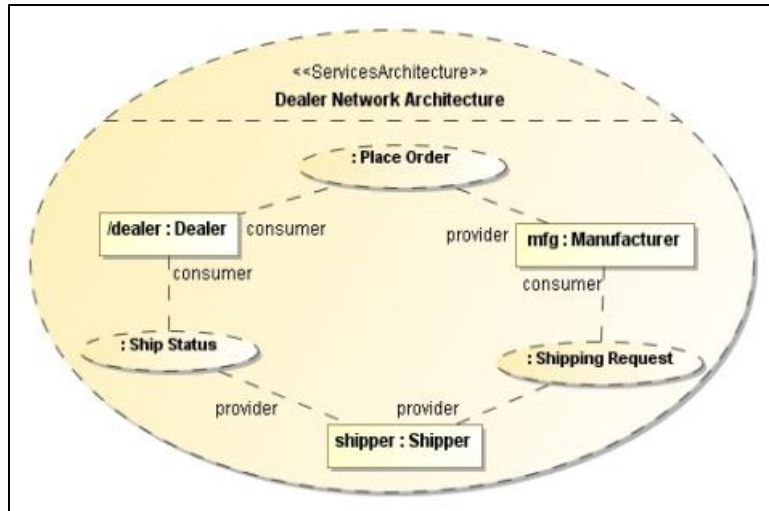 <<ServicesArchitecture>>
Dealer Network Architecture
: Place Order
/dealer : Dealer
consumer
provider
mfg : Manufacturer
consumer
consumer
: Ship Status
: Shipping Request
provider
provider
shipper : Shipper